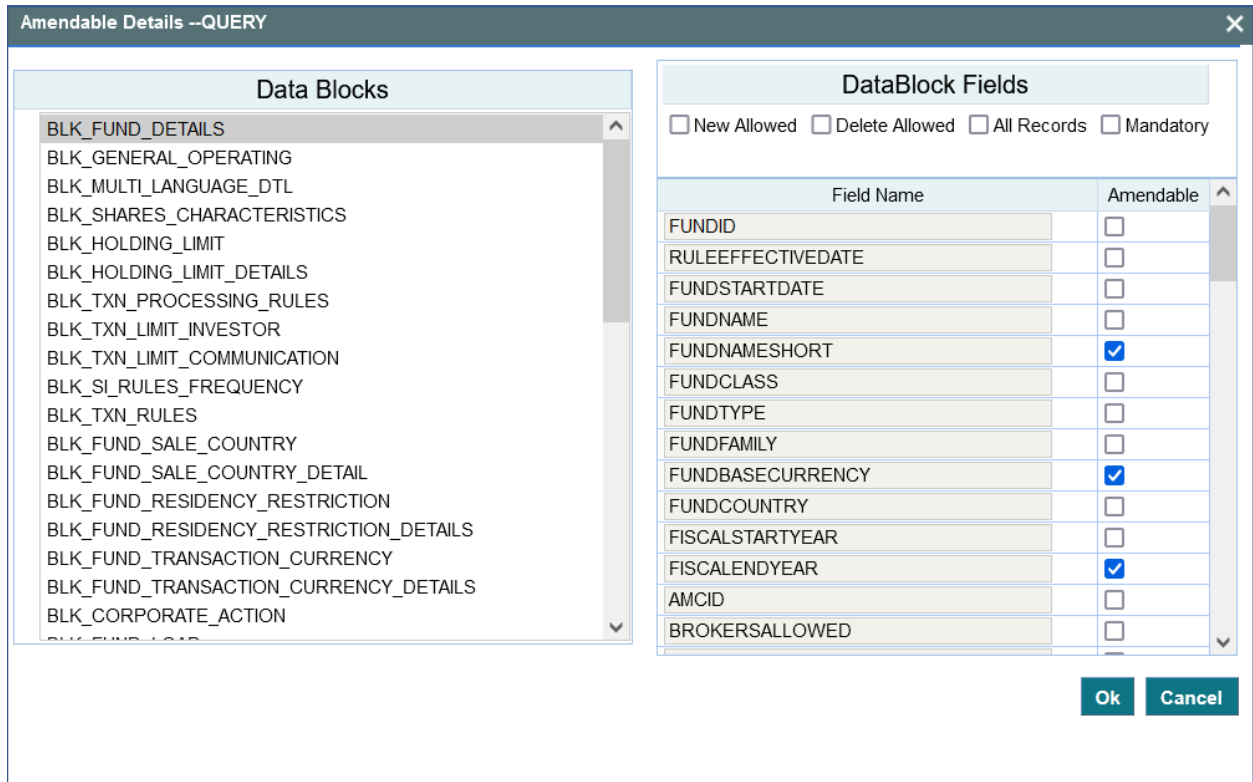 Amendable Details --QUERY
Data Blocks
BLK_FUND_DETAILS
BLK_GENERAL_OPERATING
BLK_MULTI_LANGUAGE_DTL
BLK_SHARES_CHARACTERISTICS
BLK_HOLDING_LIMIT
BLK_HOLDING_LIMIT_DETAILS
BLK_TXN_PROCESSING_RULES
BLK_TXN_LIMIT_INVESTOR
BLK_TXN_LIMIT_COMMUNICATION
BLK_SI_RULES_FREQUENCY
BLK_TXN_RULES
BLK_FUND_SALE_COUNTRY
BLK_FUND_SALE_COUNTRY_DETAIL
BLK_FUND_RESIDENCY_RESTRICTION
BLK_FUND_RESIDENCY_RESTRICTION_DETAILS
BLK_FUND_TRANSACTION_CURRENCY
BLK_FUND_TRANSACTION_CURRENCY_DETAILS
BLK_CORPORATE_ACTION
DataBlock Fields
New Allowed Delete Allowed All Records Mandatory
Field Name Amendable
FUNDID
RULEEFFECTIVEDATE
FUNDSTARTDATE
FUNDNAME
FUNDNAMESHORT
FUNDCLASS
FUNDTYPE
FUNDFAMILY
FUNDBASECURRENCY
FUNDCOUNTRY
FISCALSTARTYEAR
FISCALENDYEAR
AMCID
BROKERSALLOWED
Ok Cancel